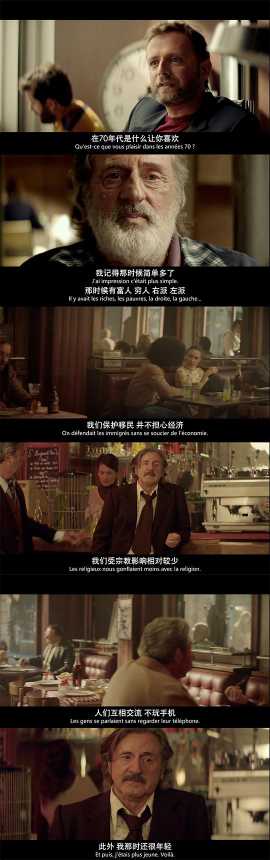 在70年代是什么让你喜欢
Qu'est-ce que vous plaisir dans les années 70 ?
我记得那时候简单多了
J'ai impression c'était plus simple.
那时候有富人 穷人 右派 左派
Il y avait les riches, les pauvres, la droite, la gauche...
我们保护移民 并不担心经济
On défendait les immigrés sans se soucier de l'économie.
我们受宗教影响相对较少
Les religieux nous gonflaient moins avec la religion.
人们互相交流 不玩手机
Les gens se parlaient sans regarder leur téléphone.
此外 我那时还很年轻
Et puis, j'étais plus jeune. Voilà.